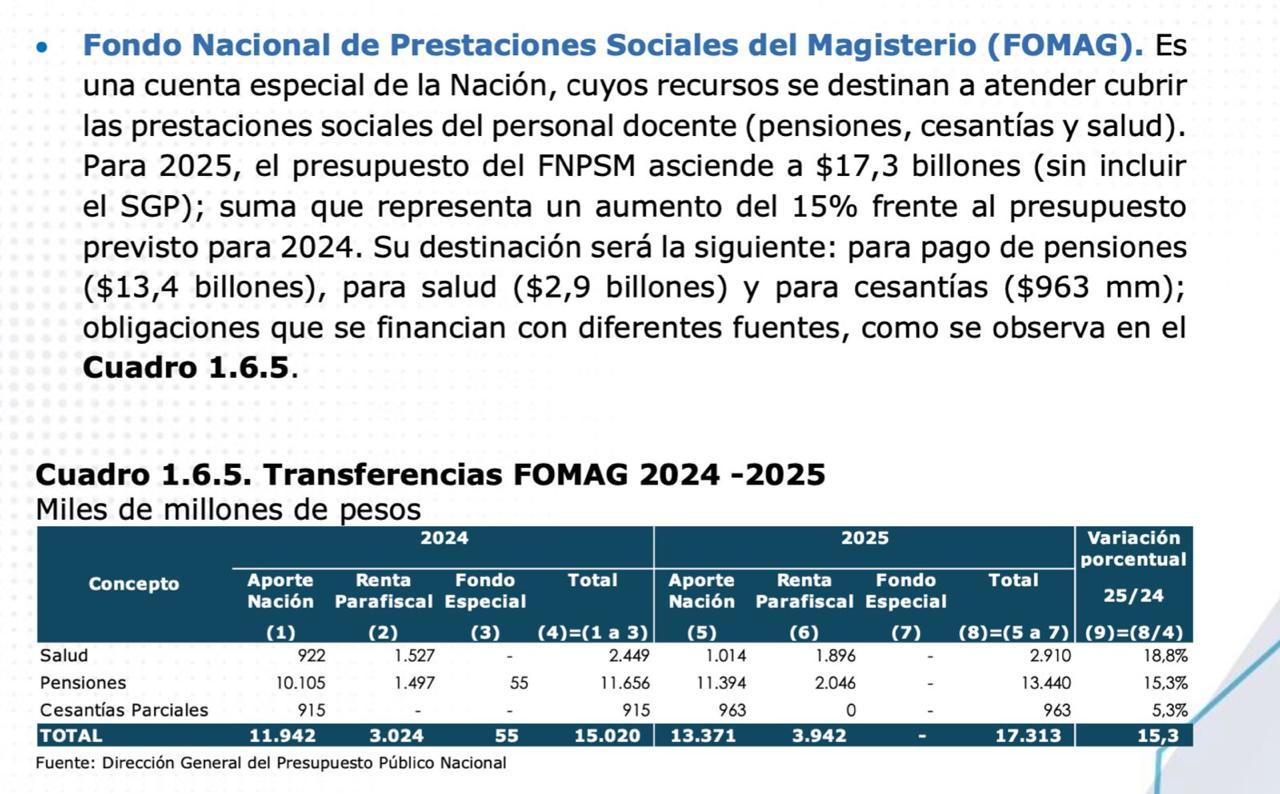 • Fondo Nacional de Prestaciones Sociales del Magisterio (FOMAG). Es
una cuenta especial de la Nación, cuyos recursos se destinan a atender cubrir
las prestaciones sociales del personal docente (pensiones, cesantías y salud).
Para 2025, el presupuesto del FNPSM asciende a $17,3 billones (sin incluir
el SGP); suma que representa un aumento del 15% frente al presupuesto
previsto para 2024. Su destinación será la siguiente: para pago de pensiones
($13,4 billones), para salud ($2,9 billones) y para cesantías ($963 mm);
obligaciones que se financian con diferentes fuentes, como se observa en el
Cuadro 1.6.5.
Cuadro 1.6.5. Transferencias FOMAG 2024 -2025
Miles de millones de pesos
2024 2025 Variación
porcentual
Concepto Aporte Renta Fondo Total Aporte Renta Fondo Total
Nación Parafiscal Especial Nación Parafiscal Especial 25/24
(1) (2) (3) (4)=(1 a 3) (5) (6) (7) (8)=(5 a 7) (9)=(8/4)
Salud 922 1.527 - 2.449 1.014 1.896 - 2.910 18,8%
Pensiones 10.105 1.497 55 11.656 11.394 2.046 - 13.440 15,3%
Cesantías Parciales 915 - - 915 963 0 - 963 5,3%
TOTAL 11.942 3.024 55 15.020 13.371 3.942 - 17.313 15,3
Fuente: Dirección General del Presupuesto Público Nacional